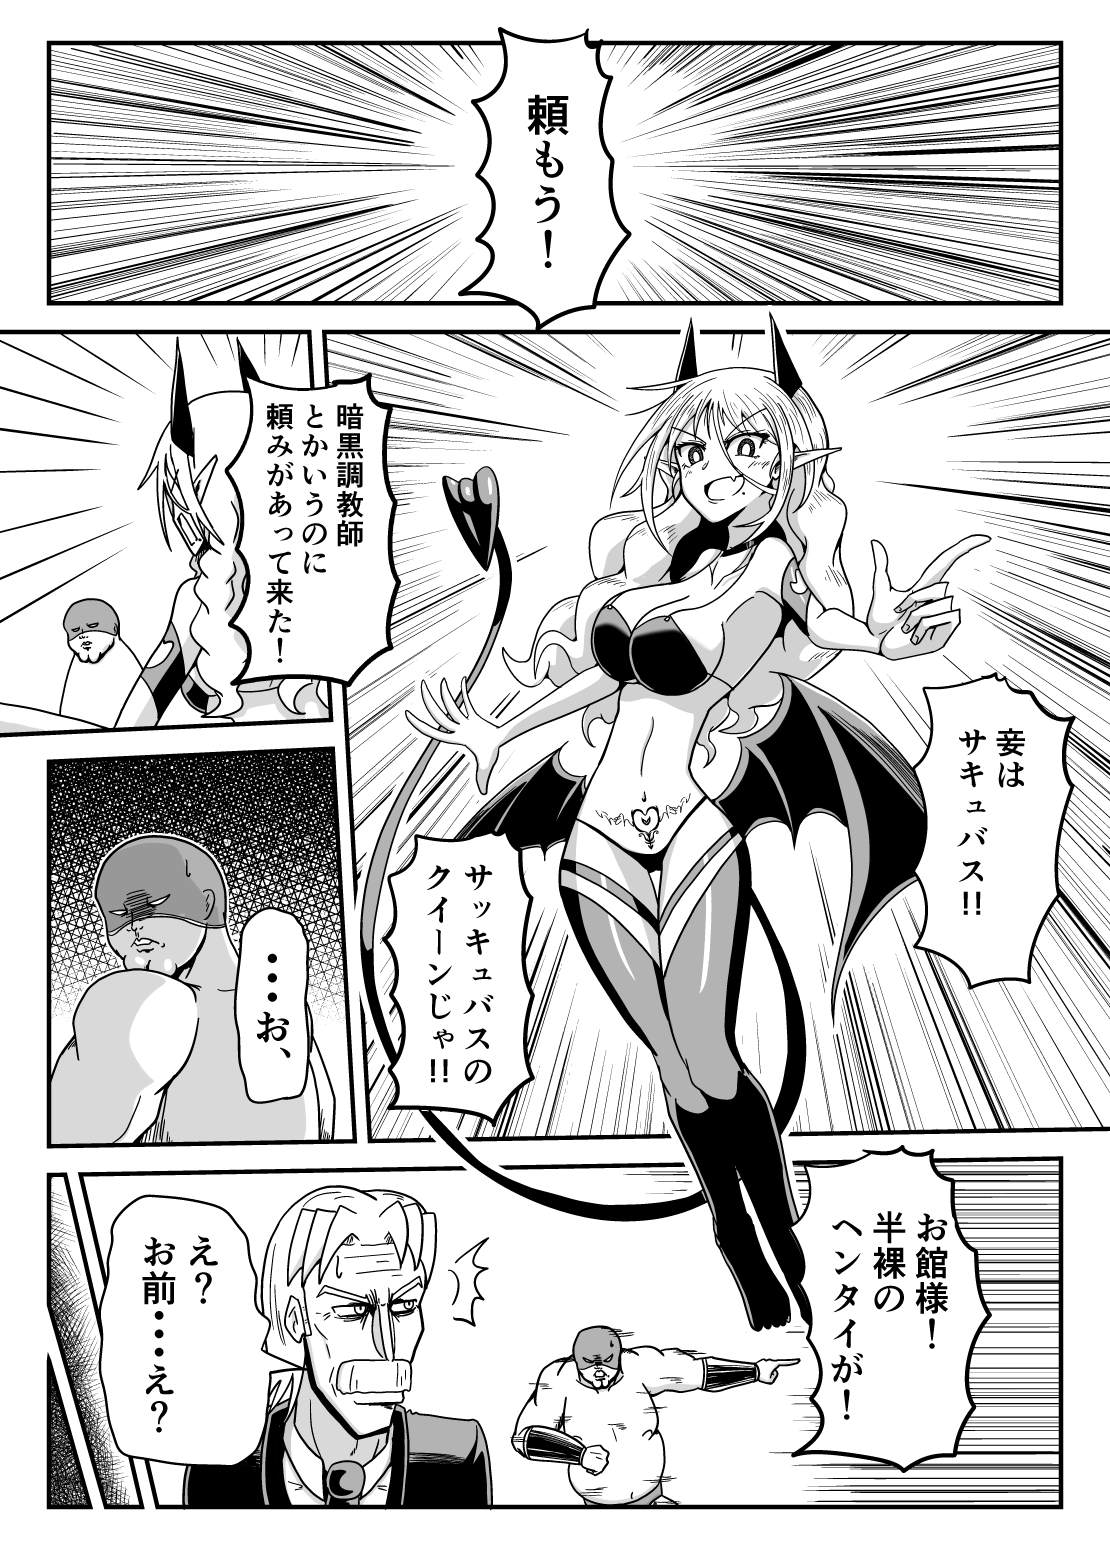 頼もう！
妾は
サキュバス!!
サッキュバスの
クイーンじゃ!!
暗黒調教師
とかいうのに
頼みがあって来た！
・・・お、
お館様！
半裸の
ヘンタイが！
え？
お前・・・え？